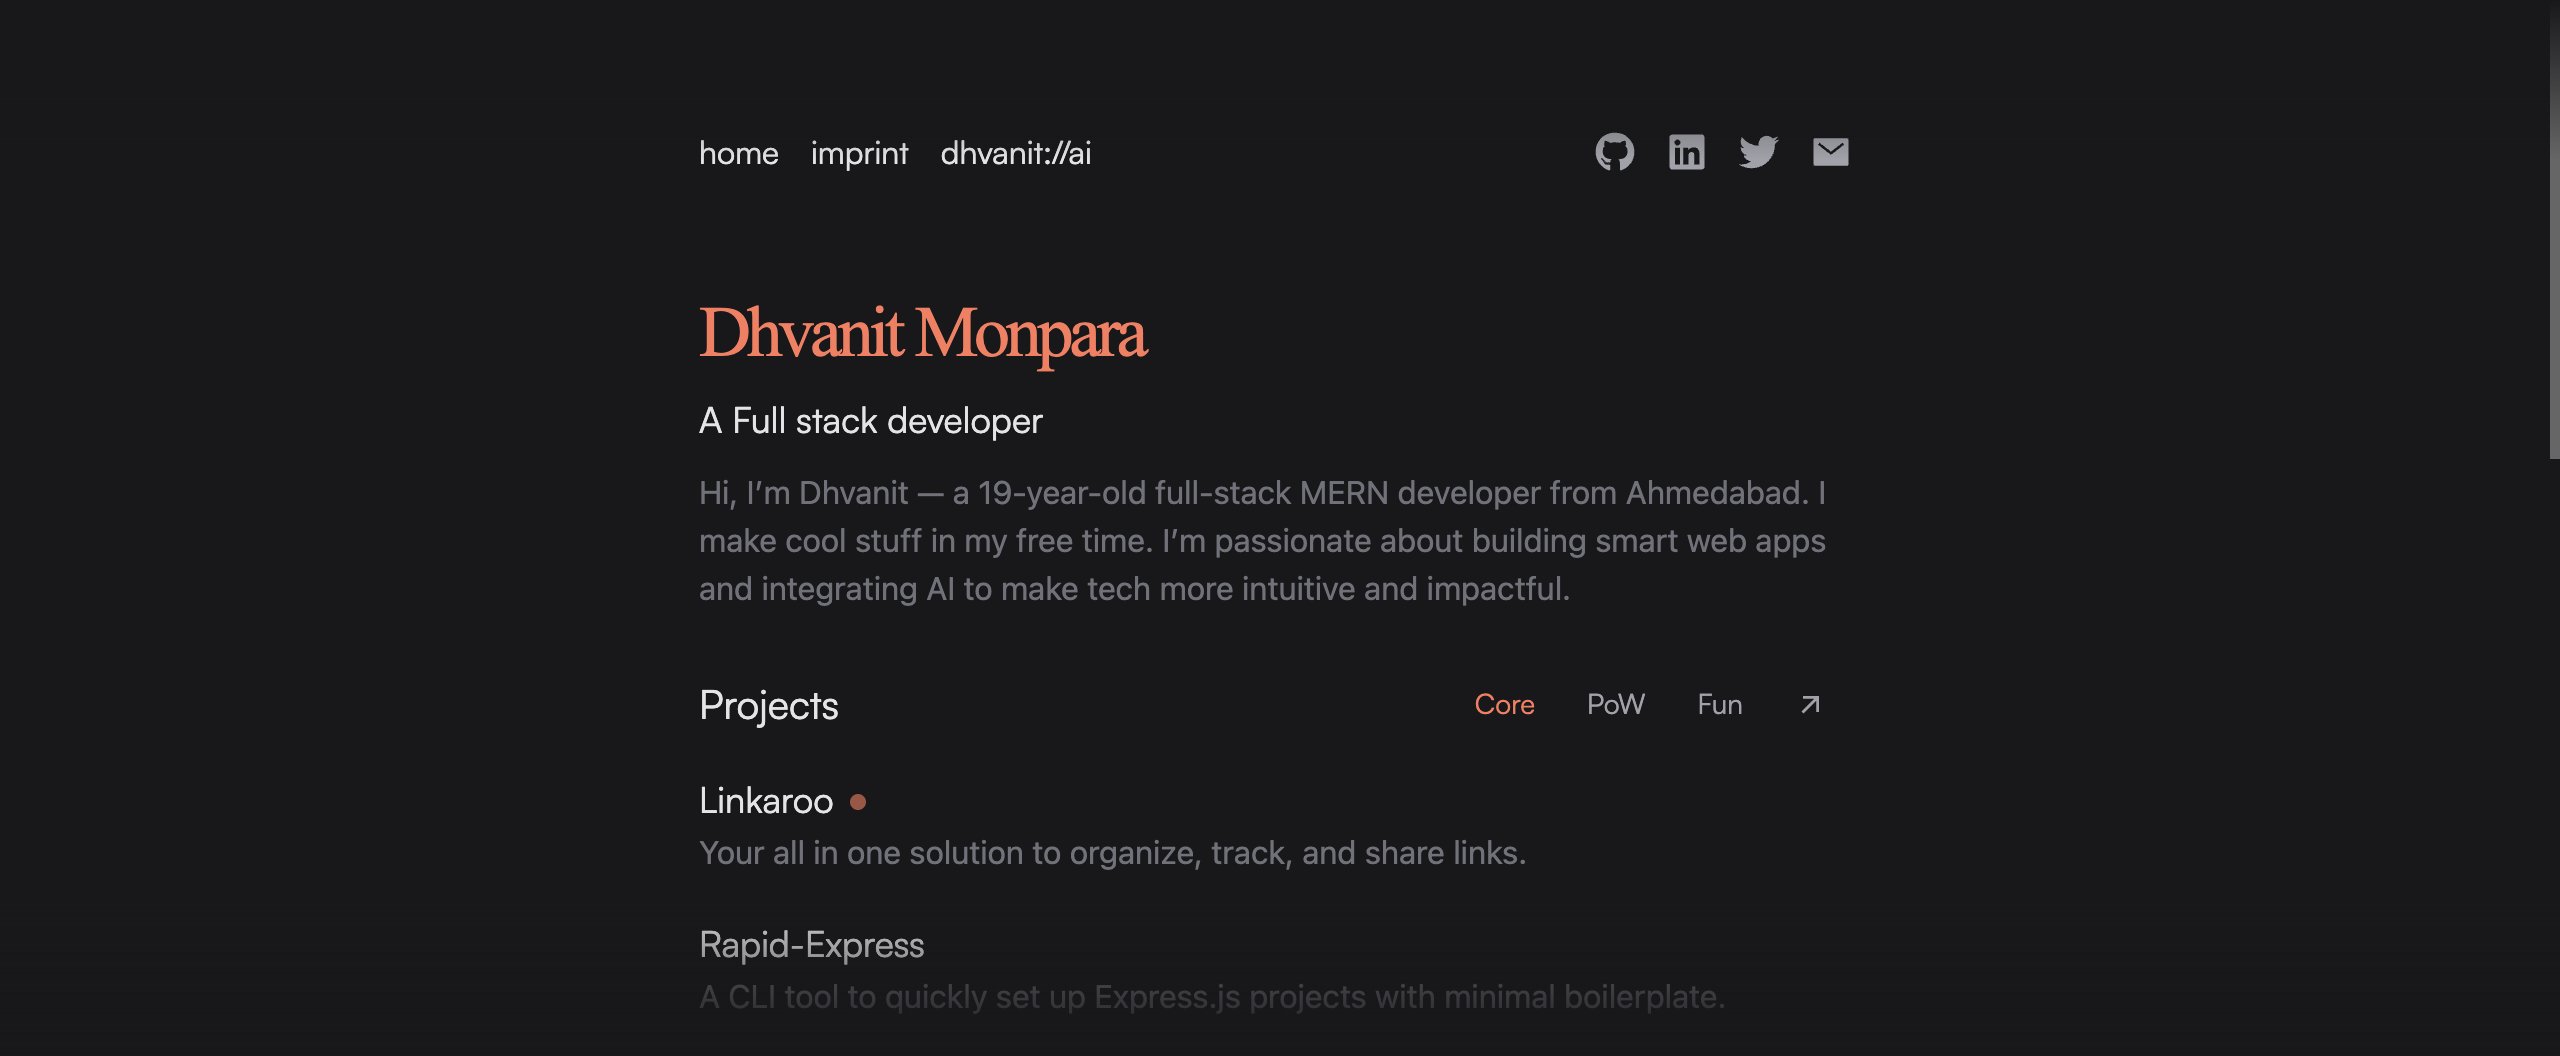 home imprint dhvanit://ai
Dhvanit Monpara
A Full stack developer
Hi, I’m Dhvanit — a 19-year-old full-stack MERN developer from Ahmedabad. I
make cool stuff in my free time. I’m passionate about building smart web apps
and integrating AI to make tech more intuitive and impactful.
Projects Core PoW Fun
Linkaroo
Your all in one solution to organize, track, and share links.
Rapid-Express
A CLI tool to quickly set up Express.js projects with minimal boilerplate.